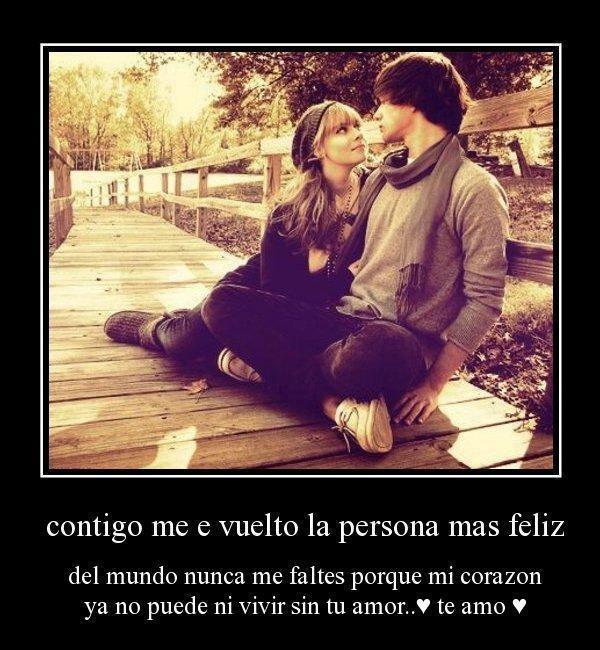 contigo me e vuelto la persona mas feliz
del mundo nunca me faltes porque mi corazon
ya no puede ni vivir sin tu amor..♥ te amo ♥